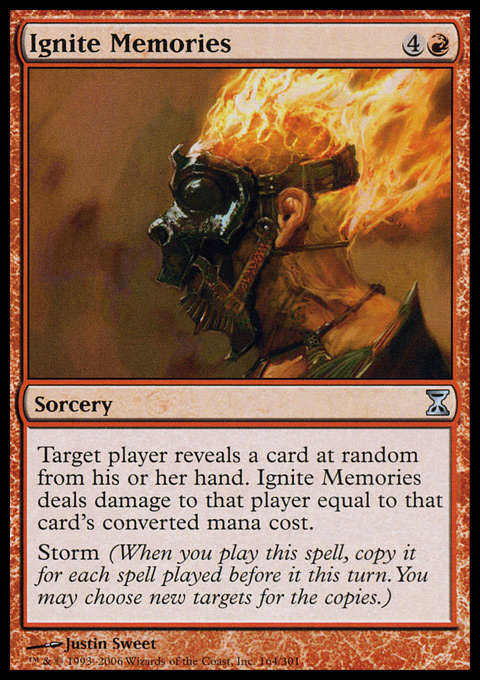 Ignite Memories 4
Sorcery
Target player reveals a card at random
from his or her hand. Ignite Memories
deals damage to that player equal to that
card's converted mana cost.
Storm (When you play this spell, copy it
for each spell played before it this turn. You
may choose new targets for the copies.)
Justin Sweet
™ & © 1993-2006 Wizards of the Coast, Inc. 164/301